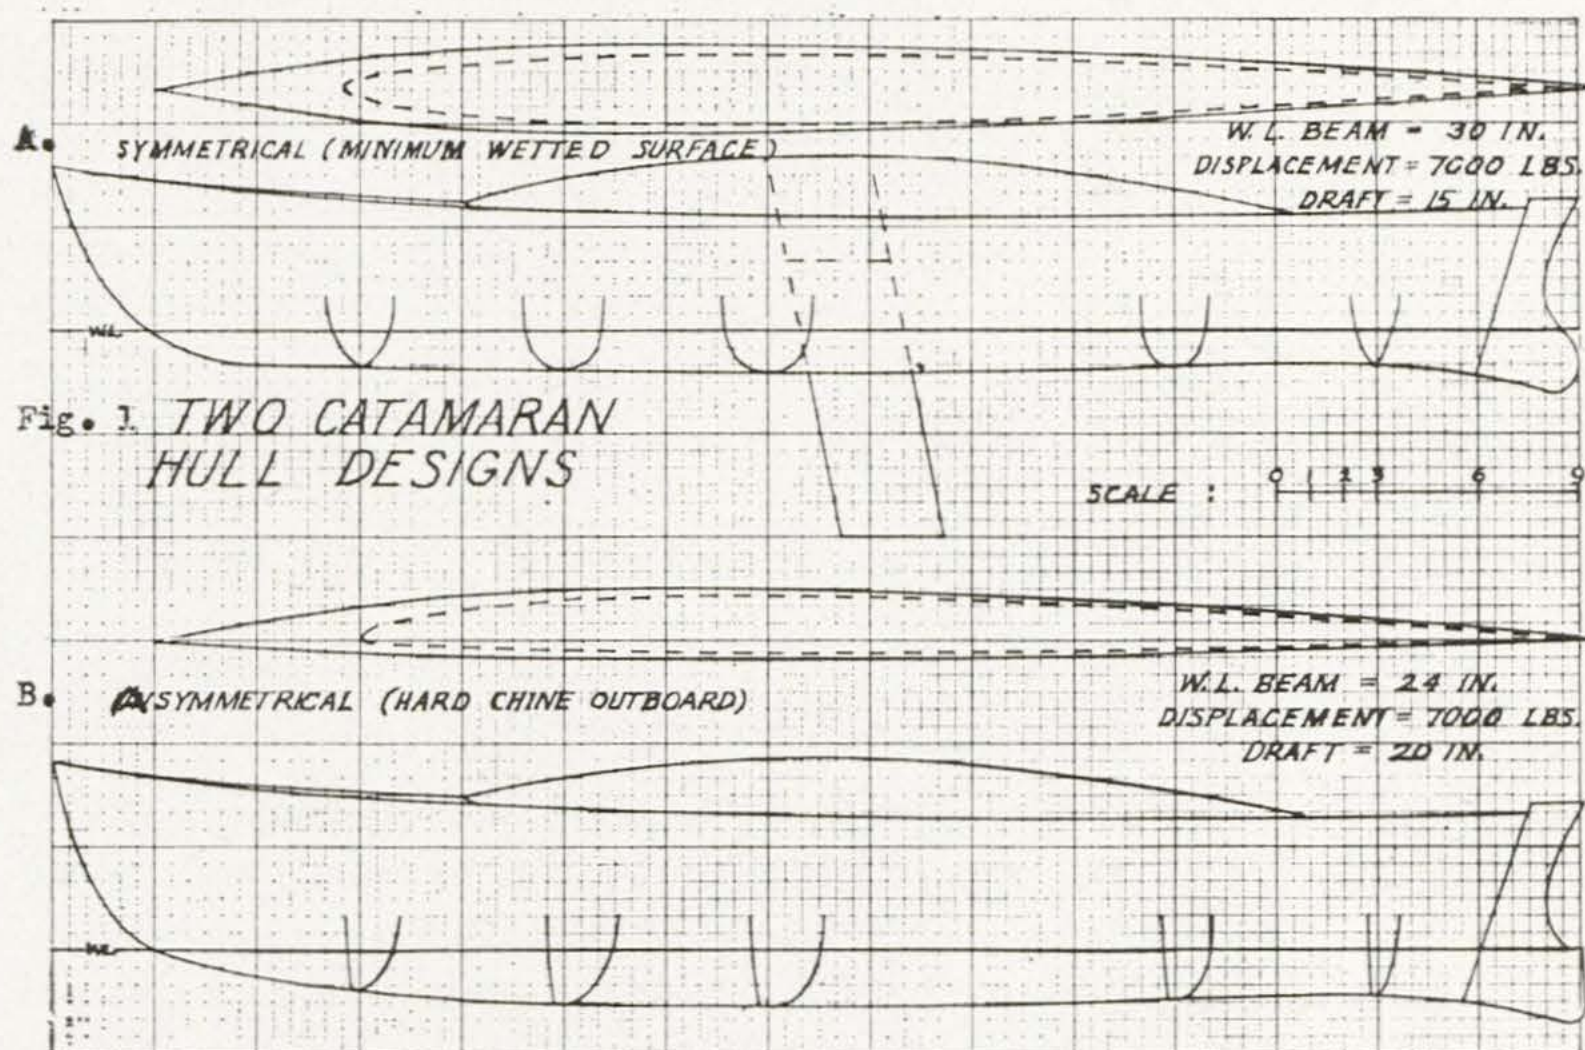 A.
SYMMETRICAL (MINIMUM WETTED SURFACE)
W.L. BEAM = 30 IN.
DISPLACEMENT = 7000 LBS.
DRAFT = 15 IN.
WL
Fig. 1 TWO CATAMARAN
HULL DESIGNS
SCALE : 0 1 2 3 6 9
B.
ASYMMETRICAL (HARD CHINE OUTBOARD)
W.L. BEAM = 24 IN.
DISPLACEMENT = 7000 LBS.
DRAFT = 20 IN.
WL